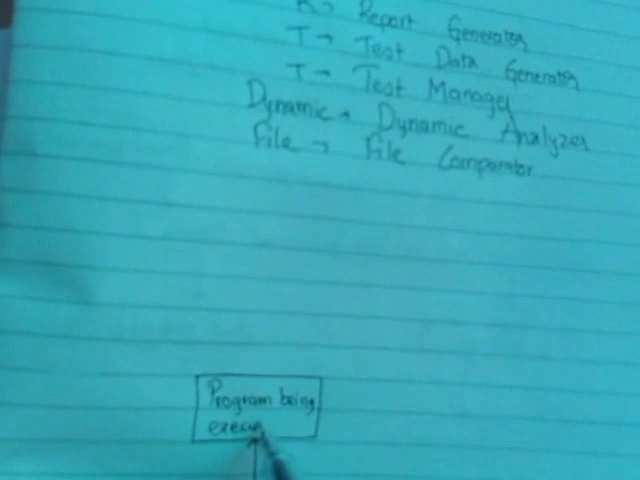 R → Report Generator
T → Test Data Generator
T → Test Manager
Dynamic → Dynamic Analyzer
File → File Comparator
Program being